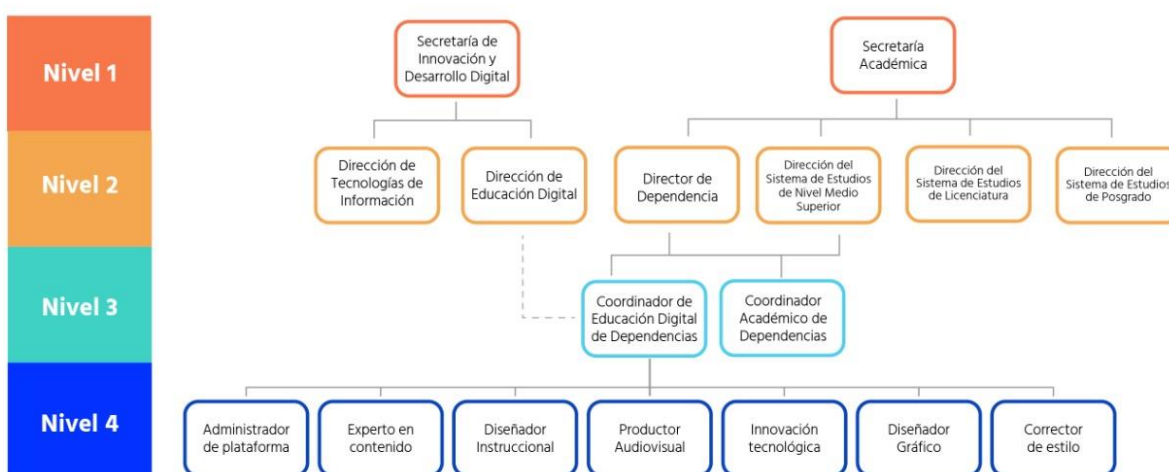 Nivel 1
Secretaría de
Innovación y
Desarrollo Digital
Secretaría
Académica
Nivel 2
Dirección de
Tecnologías de
Información
Dirección de
Educación Digital
Director de
Dependencia
Dirección del
Sistema de Estudios
de Nivel Medio
Superior
Dirección del
Sistema de Estudios
de Licenciatura
Dirección del
Sistema de Estudios
de Posgrado
Nivel 3
Coordinador de
Educación Digital
de Dependencias
Coordinador
Académico de
Dependencias
Nivel 4
Administrador
de plataforma
Experto en
contenido
Diseñador
Instruccional
Productor
Audiovisual
Innovación
tecnológica
Diseñador
Gráfico
Corrector
de estilo